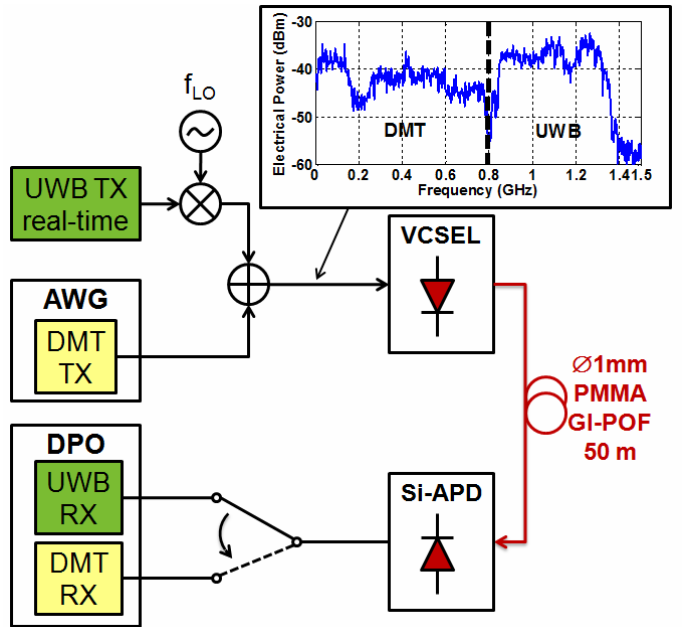 -30
-40
-50
-60
Electrical Power (dBm)
DMT
UWB
0
0.2
0.4
0.6
0.8
1
1.2
1.41.5
Frequency (GHz)
fLO
UWB TX
real-time
VCSEL
AWG
DMT
TX
Ø1mm
PMMA
GI-POF
50 m
DPO
UWB
RX
DMT
RX
Si-APD